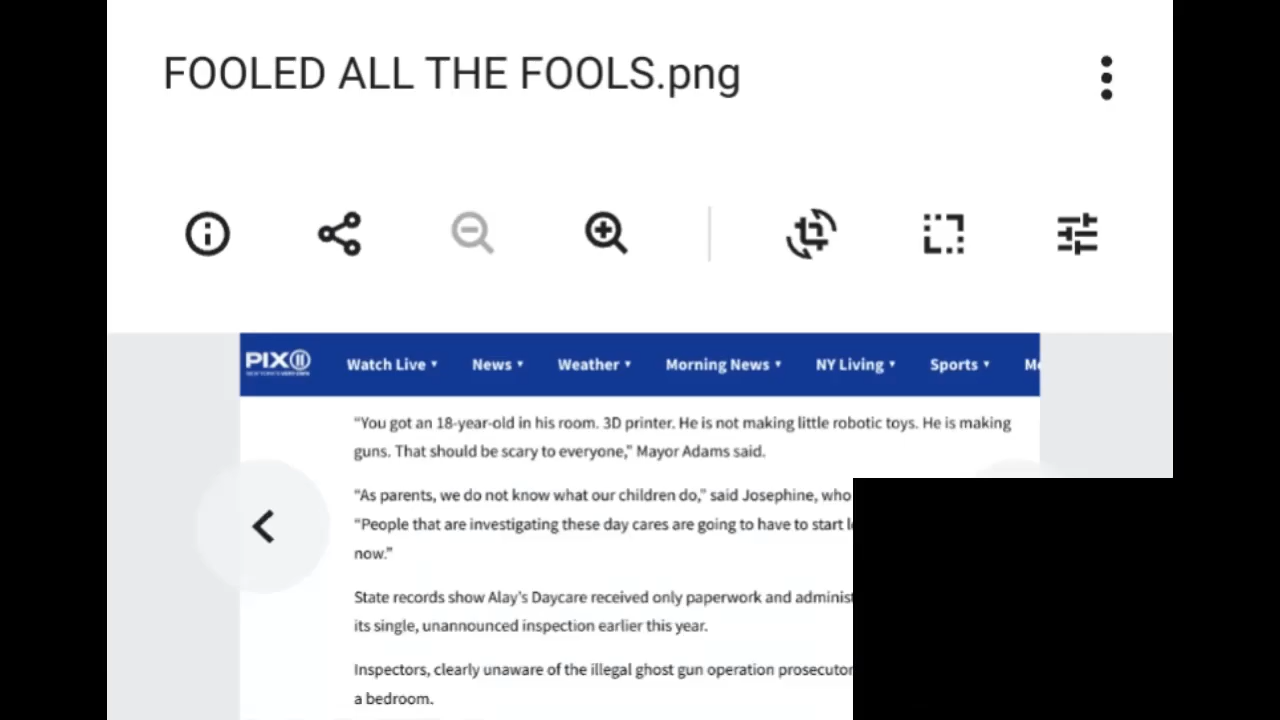 FOOLED ALL THE FOOLS.png
PIX11 Watch Live News Weather Morning News NY Living Sports
“You got an 18-year-old in his room. 3D printer. He is not making little robotic toys. He is making
guns. That should be scary to everyone,” Mayor Adams said.
“As parents, we do not know what our children do,” said Josephine, who
“People that are investigating these day cares are going to have to start
now.”
State records show Alay’s Daycare received only paperwork and
its single, unannounced inspection earlier this year.
Inspectors, clearly unaware of the illegal ghost gun operation
a bedroom.